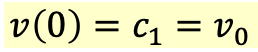 v(0) = c₁ = v₀